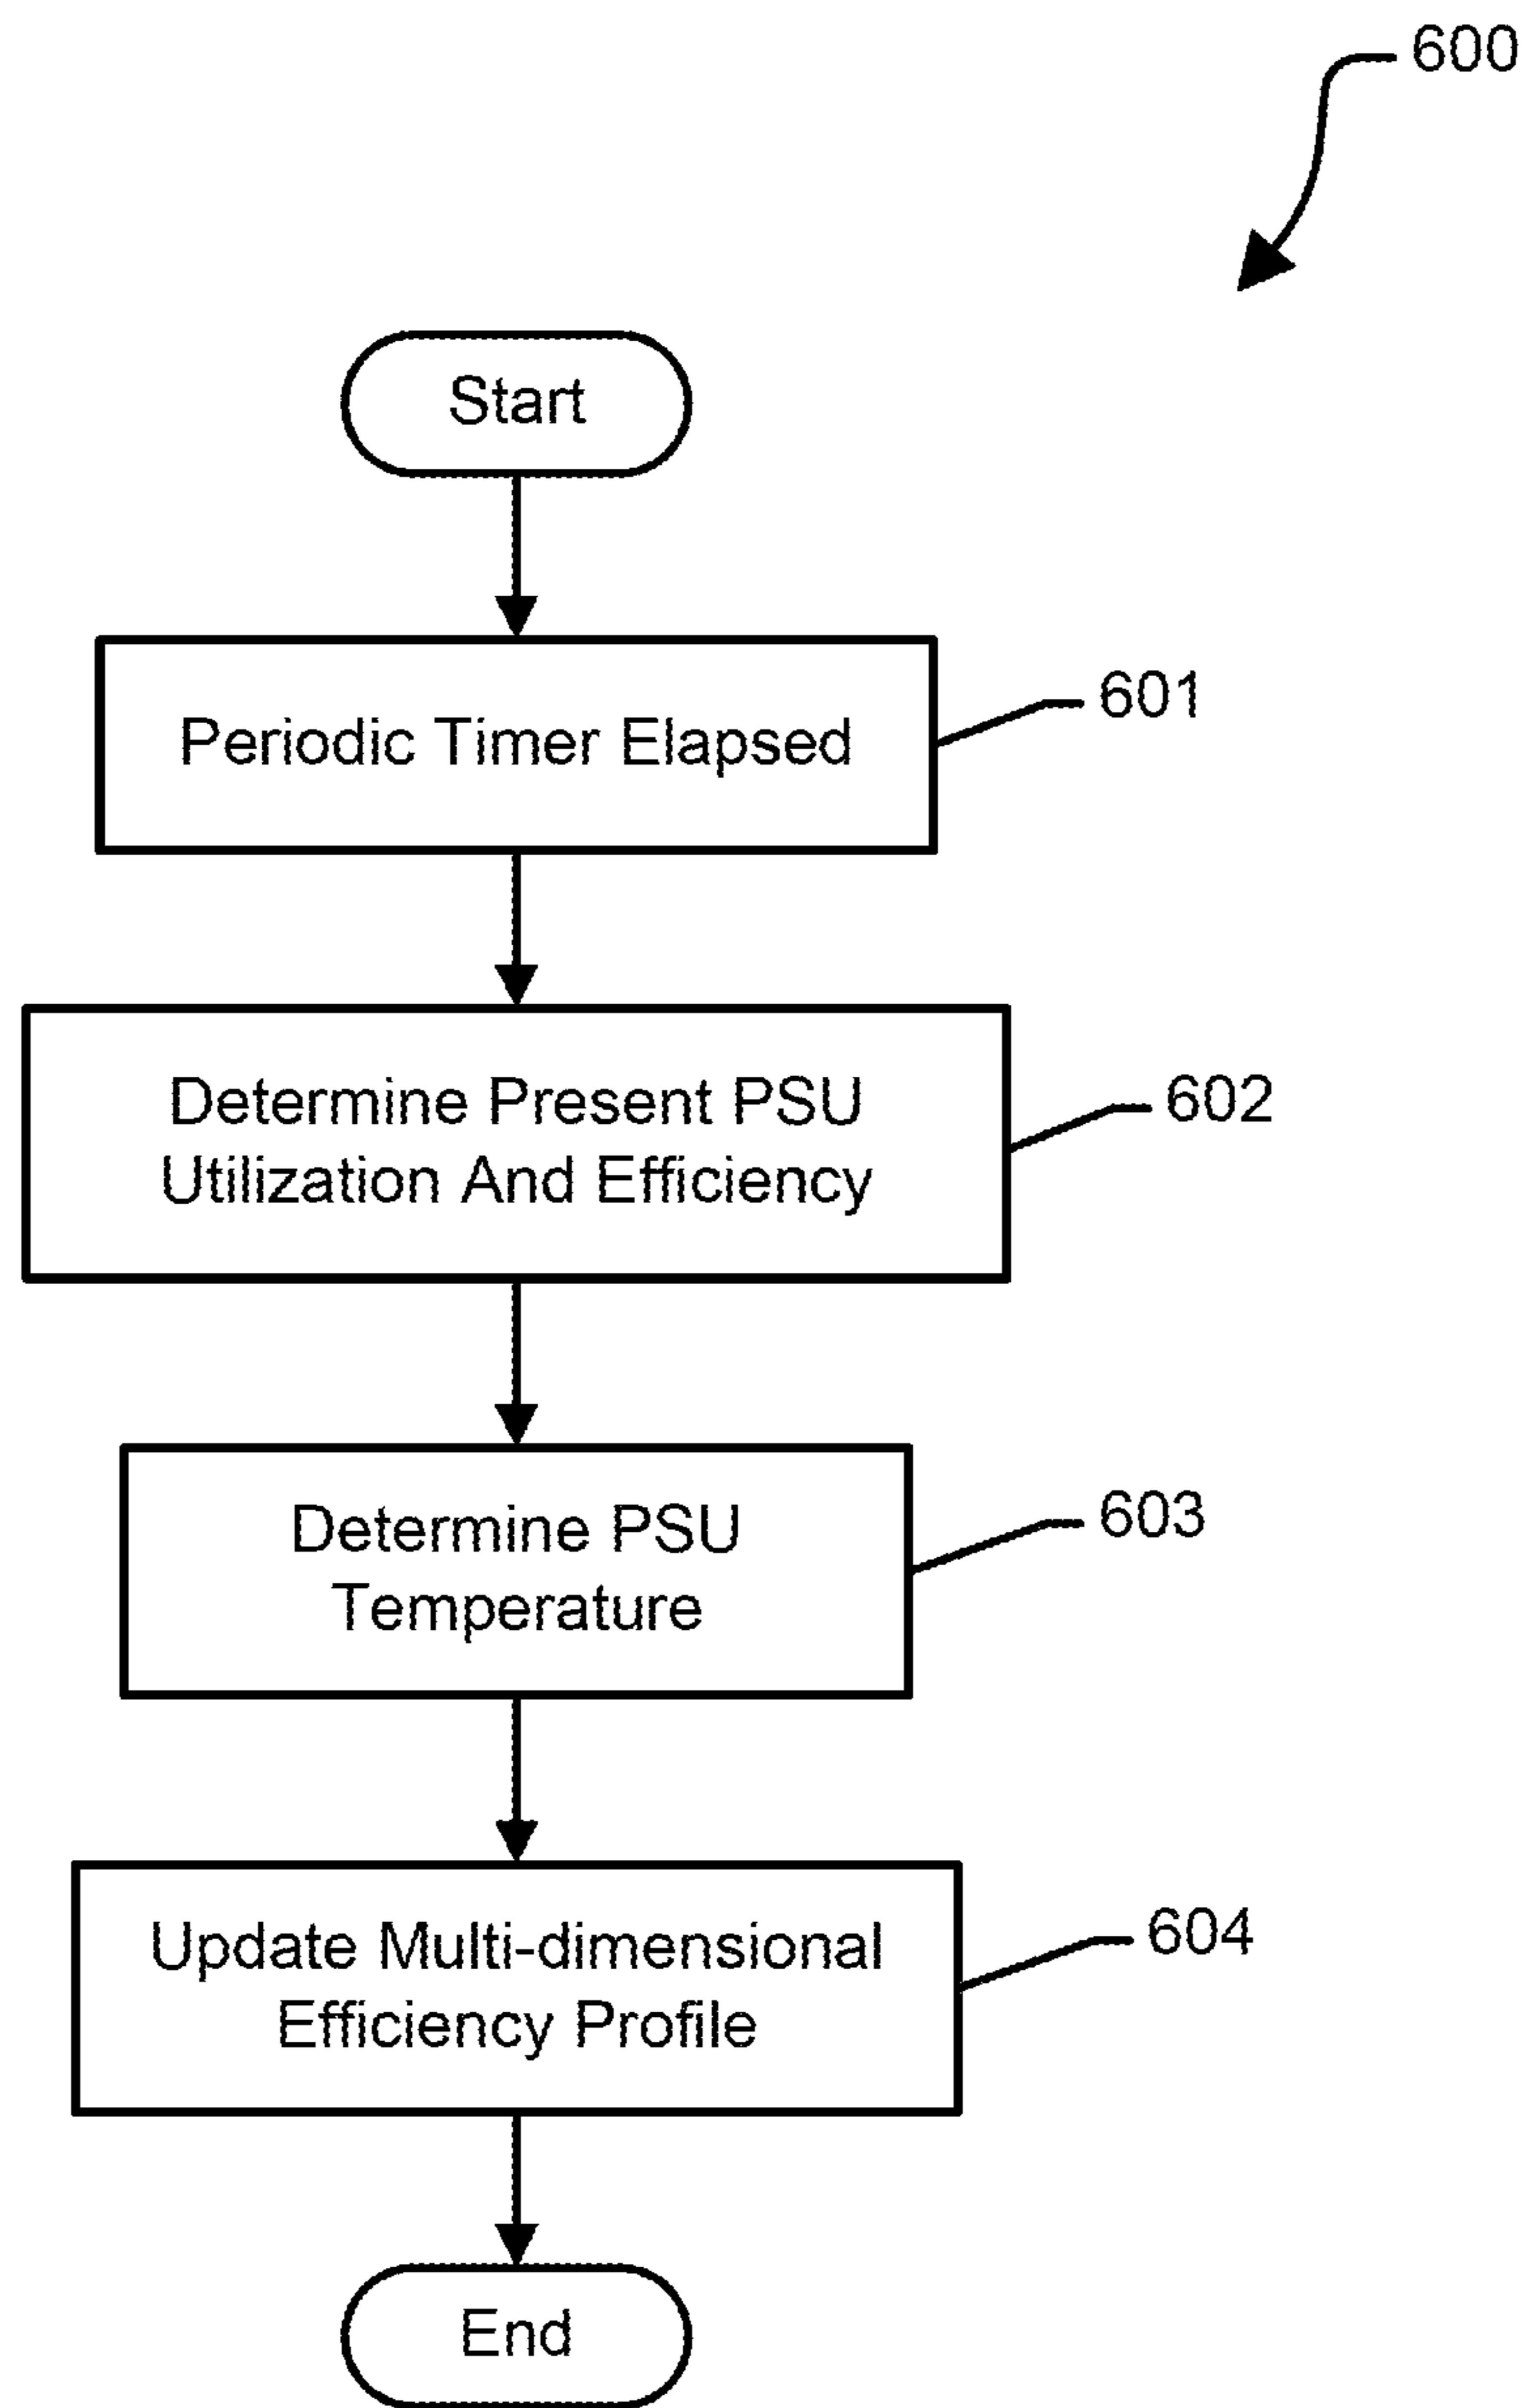 600
Start
Periodic Timer Elapsed
601
Determine Present PSU
Utilization And Efficiency
602
Determine PSU
Temperature
603
Update Multi-dimensional
Efficiency Profile
604
End